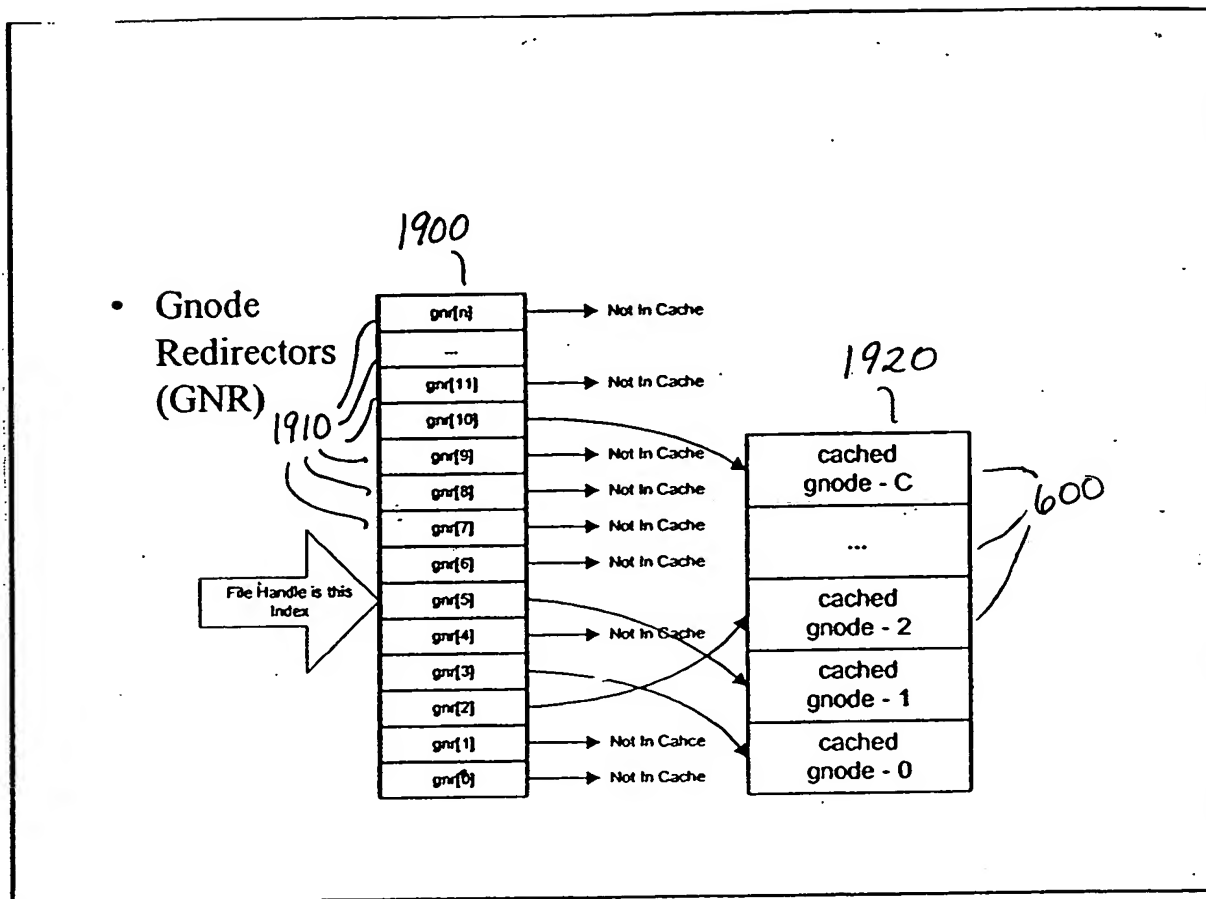 1900
• Gnode
Redirectors
(GNR)
1910
gnr[n]
...
gnr[11]
gnr[10]
gnr[9]
gnr[8]
gnr[7]
gnr[6]
gnr[5]
gnr[4]
gnr[3]
gnr[2]
gnr[1]
gnr[0]
Not In Cache
Not In Cache
Not In Cache
Not In Cache
Not In Cache
Not In Cache
Not In Cache
Not In Cahce
Not In Cache
File Handle is this
Index
1920
cached
gnode - C
...
cached
gnode - 2
cached
gnode - 1
cached
gnode - 0
600